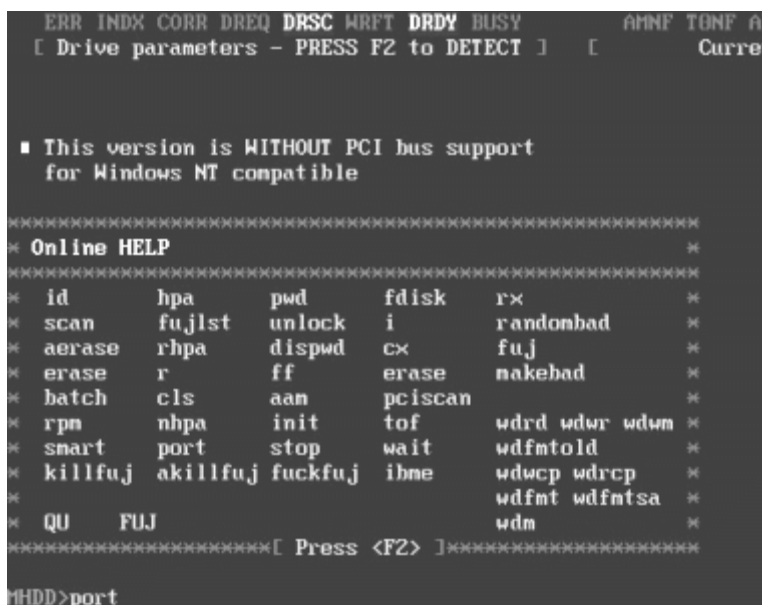 ERR INDX CORR DREQ DRSC WRFT DRDY BUSY AMNF TONF A
[ Drive parameters - PRESS F2 to DETECT ] [ Curre
■ This version is WITHOUT PCI bus support
for Windows NT compatible
*************************************************************
* Online HELP *
*************************************************************
* id hpa pwd fdisk rx *
* scan fujlst unlock i randombad *
* aerase rhpa dispwd cx fuj *
* erase r ff erase makebad *
* batch cls aam pciscan *
* rpm nhpa init tof wdrd wdwr wdwm *
* smart port stop wait wdfmtold *
* killfuj akillfuj fuckfuj ibme wdwcp wdrcp *
* wdfmt wdfmtsa *
* QU FUJ wdm *
***********************[ Press <F2> ]**********************
MHDD>port